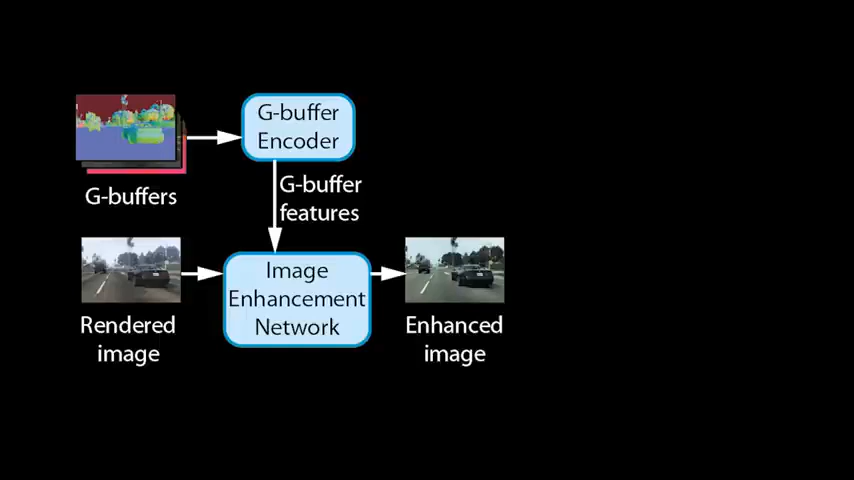 G-buffer
Encoder
G-buffers
G-buffer
features
Image
Enhancement
Network
Rendered
image
Enhanced
image